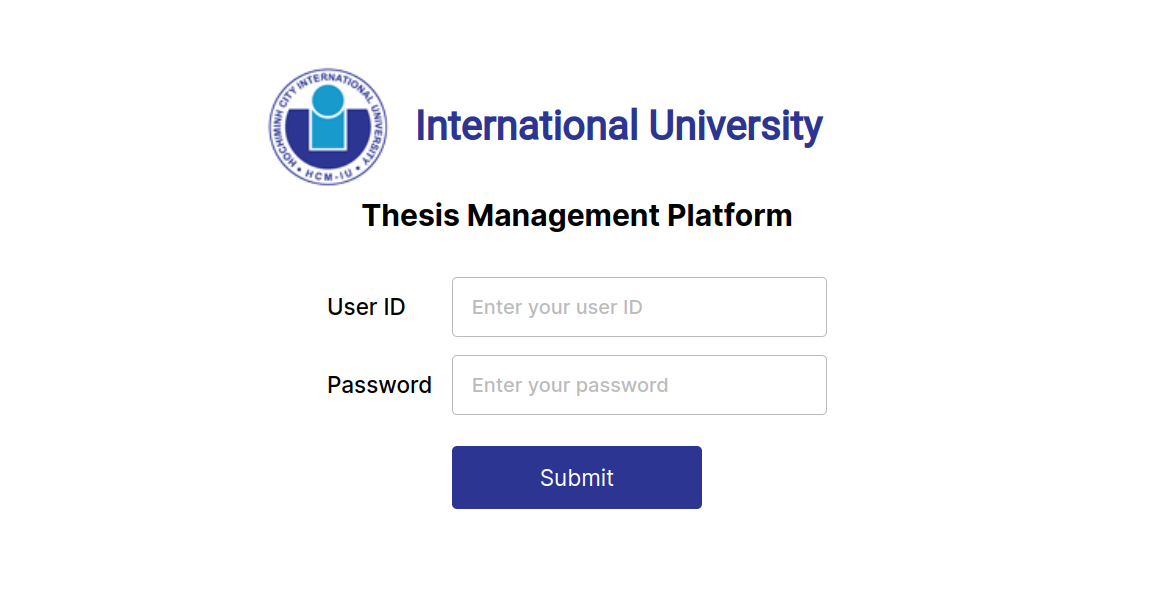 HOCHIMINH CITY INTERNATIONAL UNIVERSITY
• HCM-IU •
International University
Thesis Management Platform
User ID
Enter your user ID
Password
Enter your password
Submit